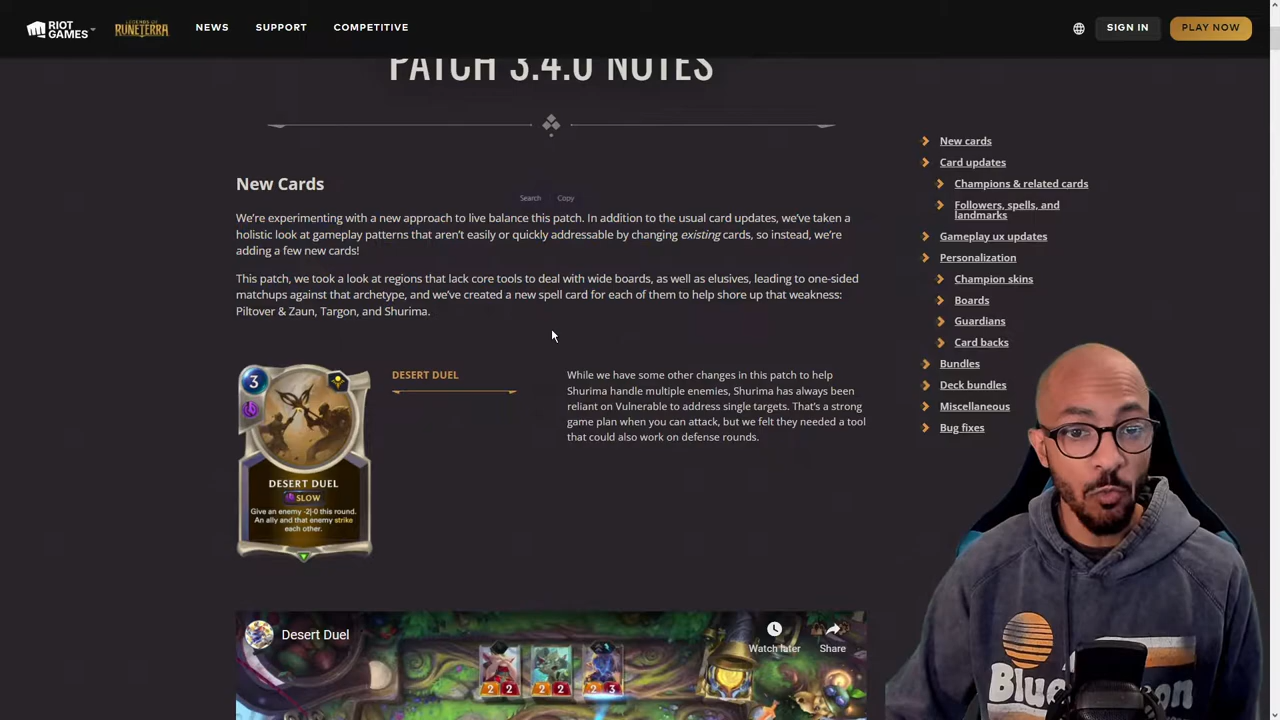 RIOT GAMES
LEGENDS OF
RUNETERRA
NEWS
SUPPORT
COMPETITIVE
SIGN IN
PLAY NOW
PATCH 3.4.0 NOTES
New Cards
Search
Copy
We're experimenting with a new approach to live balance this patch. In addition to the usual card updates, we've taken a
holistic look at gameplay patterns that aren't easily or quickly addressable by changing existing cards, so instead, we're
adding a few new cards!
This patch, we took a look at regions that lack core tools to deal with wide boards, as well as elusives, leading to one-sided
matchups against that archetype, and we've created a new spell card for each of them to help shore up that weakness:
Piltover & Zaun, Targon, and Shurima.
3
DESERT DUEL
SLOW
Give an enemy -2|-0 this round.
An ally and that enemy strike
each other.
DESERT DUEL
While we have some other changes in this patch to help
Shurima handle multiple enemies, Shurima has always been
reliant on Vulnerable to address single targets. That's a strong
game plan when you can attack, but we felt they needed a tool
that could also work on defense rounds.
Desert Duel
Watch later
Share
2 2
2 2
2 3
New cards
Card updates
Champions & related cards
Followers, spells, and
landmarks
Gameplay ux updates
Personalization
Champion skins
Boards
Guardians
Card backs
Bundles
Deck bundles
Miscellaneous
Bug fixes